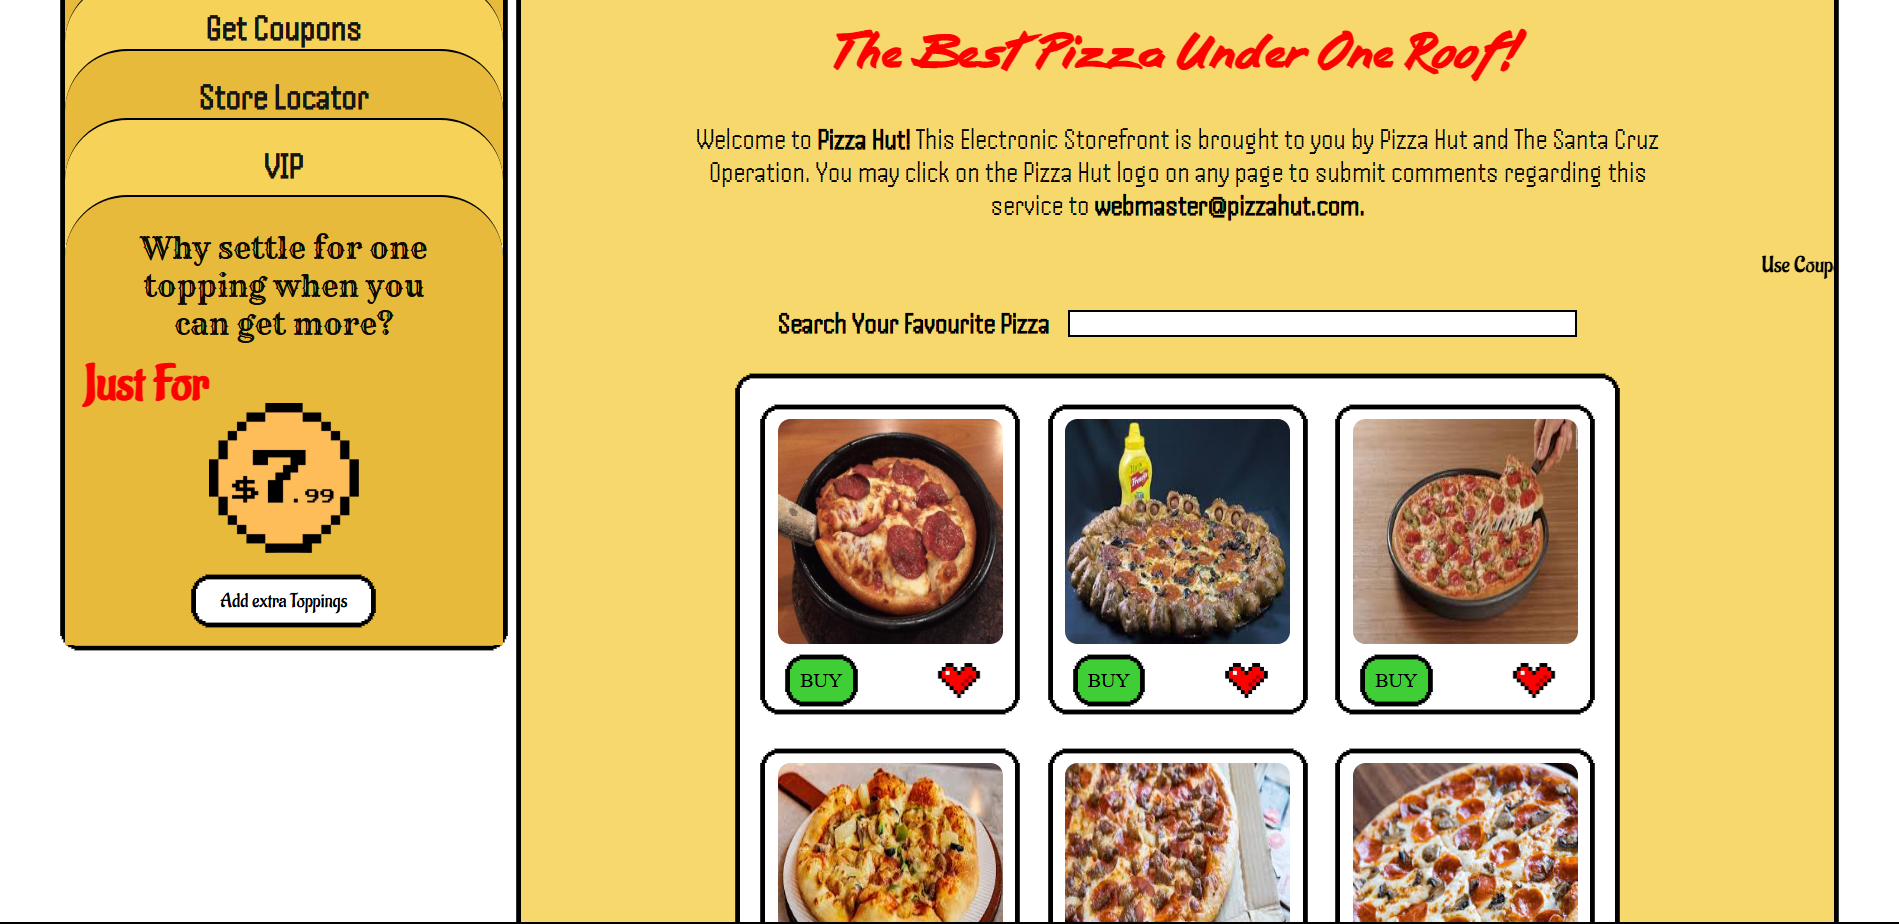 Get Coupons
Store Locator
VIP
Why settle for one
topping when you
can get more?
Just For
$7.99
Add extra Toppings
The Best Pizza Under One Roof!
Welcome to Pizza Hut! This Electronic Storefront is brought to you by Pizza Hut and The Santa Cruz
Operation. You may click on the Pizza Hut logo on any page to submit comments regarding this
service to webmaster@pizzahut.com.
Use Coup
Search Your Favourite Pizza
BUY
BUY
BUY